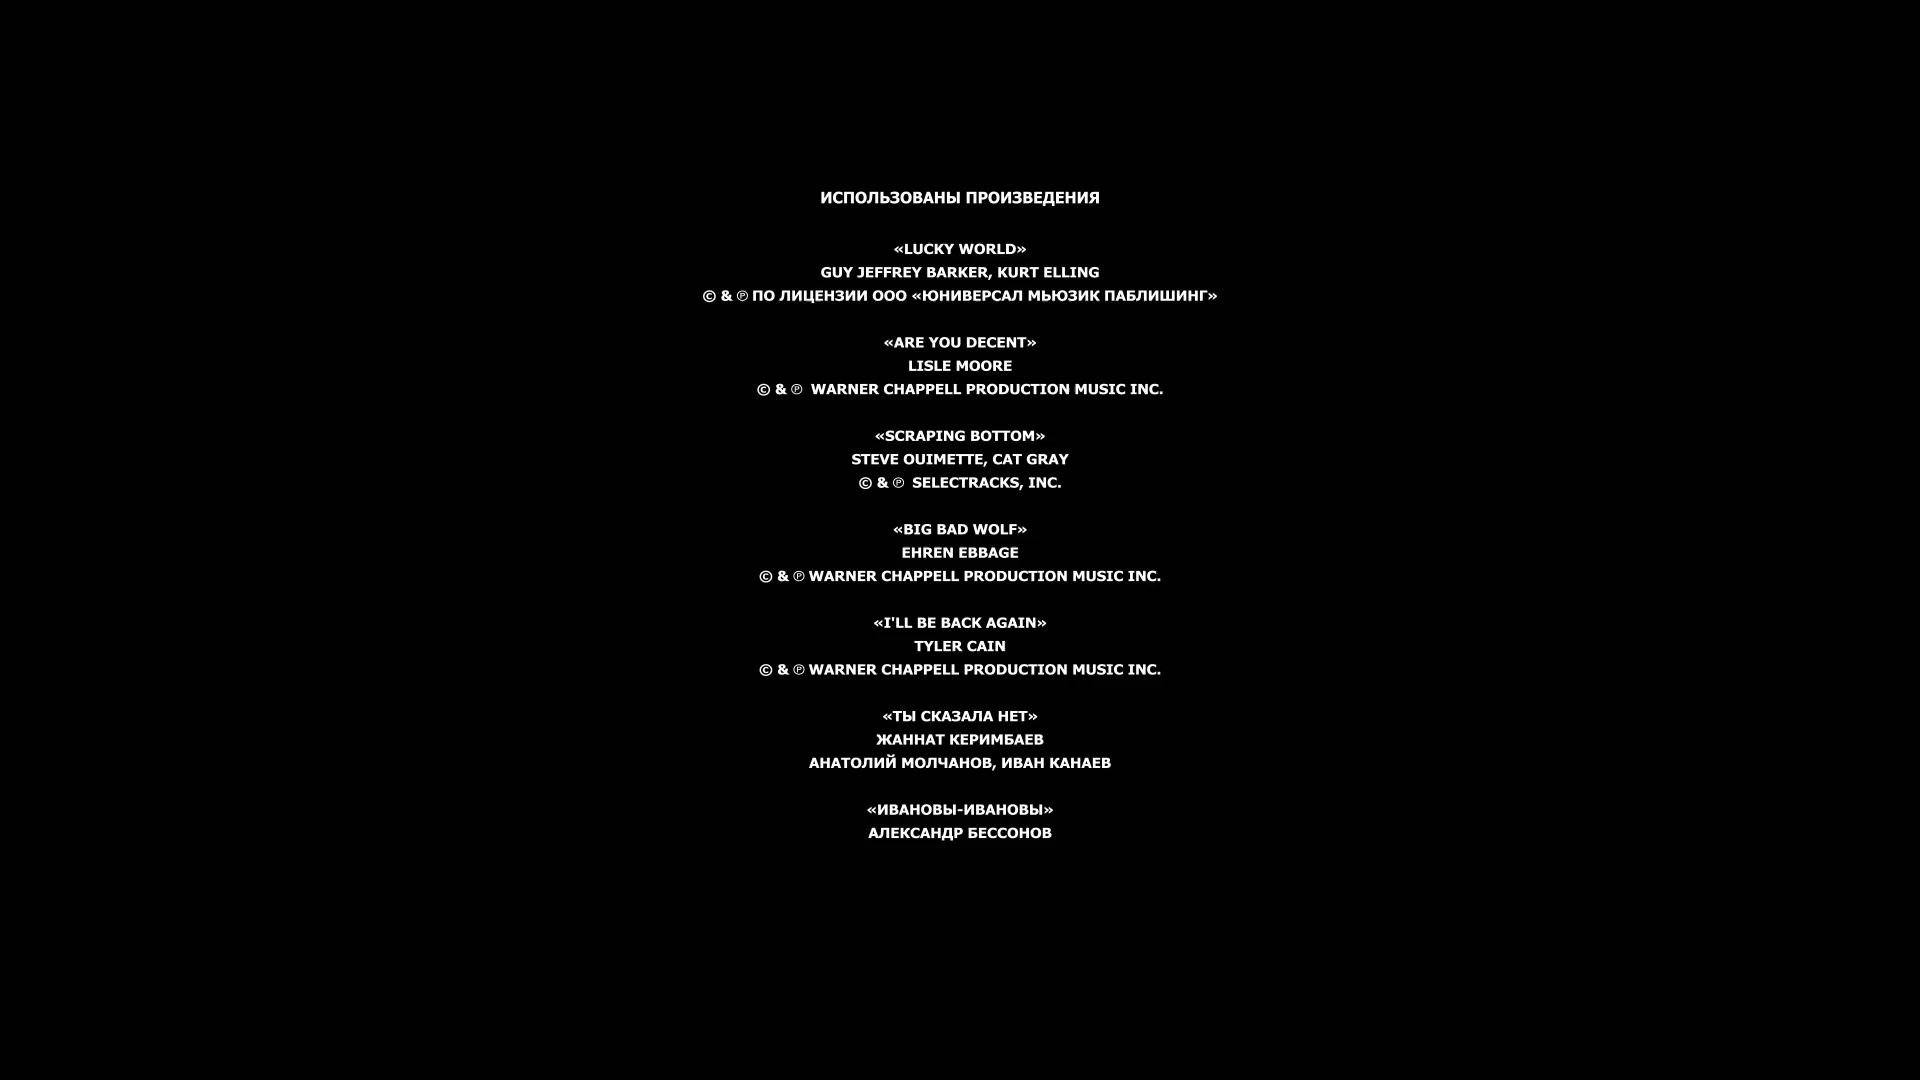 ИСПОЛЬЗОВАНЫ ПРОИЗВЕДЕНИЯ
«LUCKY WORLD»
GUY JEFFREY BARKER, KURT ELLING
© & ℗ ПО ЛИЦЕНЗИИ ООО «ЮНИВЕРСАЛ МЬЮЗИК ПАБЛИШИНГ»
«ARE YOU DECENT»
LISLE MOORE
© & ℗ WARNER CHAPPELL PRODUCTION MUSIC INC.
«SCRAPING BOTTOM»
STEVE OUIMETTE, CAT GRAY
© & ℗ SELECTRACKS, INC.
«BIG BAD WOLF»
EHREN EBBAGE
© & ℗ WARNER CHAPPELL PRODUCTION MUSIC INC.
«I'LL BE BACK AGAIN»
TYLER CAIN
© & ℗ WARNER CHAPPELL PRODUCTION MUSIC INC.
«ТЫ СКАЗАЛА НЕТ»
ЖАННАТ КЕРИМБАЕВ
АНАТОЛИЙ МОЛЧАНОВ, ИВАН КАНАЕВ
«ИВАНОВЫ-ИВАНОВЫ»
АЛЕКСАНДР БЕССОНОВ